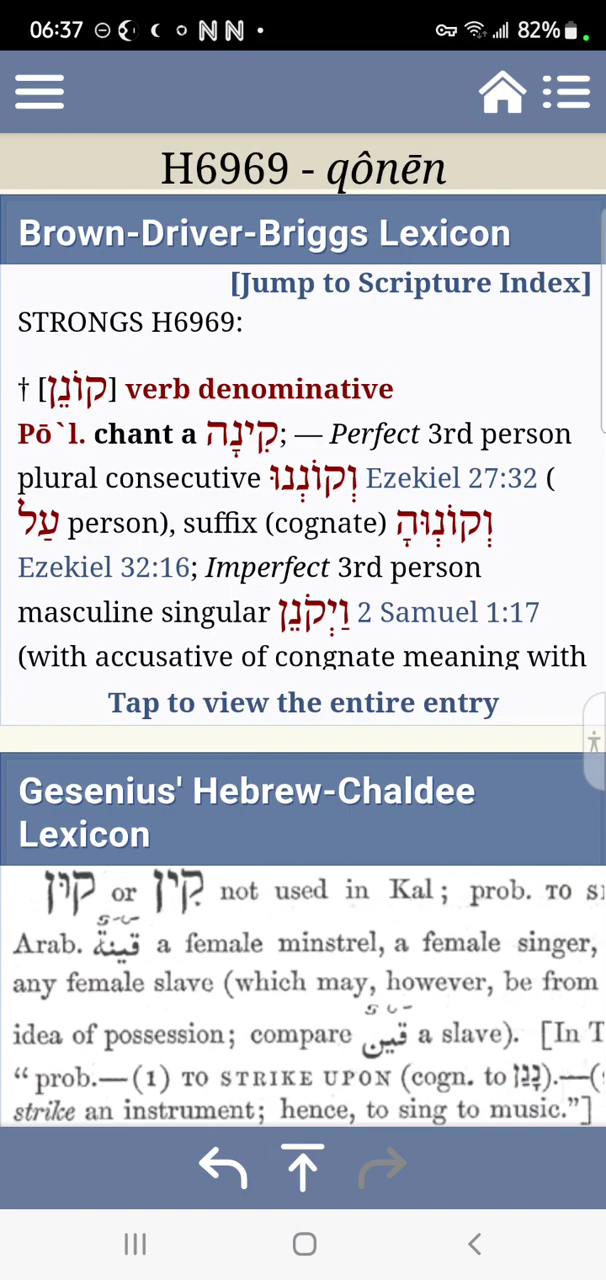 06:37 82%
H6969 - qônēn
Brown-Driver-Briggs Lexicon
[Jump to Scripture Index]
STRONGS H6969:
† [קוֹנֵן] verb denominative
Pō`l. chant a קִינָה; — Perfect 3rd person
plural consecutive וְקוֹנְנוּ Ezekiel 27:32 (
עַל person), suffix (cognate) וְקוֹנְנוּהָ
Ezekiel 32:16; Imperfect 3rd person
masculine singular וַיְקֹנֵן 2 Samuel 1:17
(with accusative of congnate meaning with
Tap to view the entire entry
Gesenius' Hebrew-Chaldee
Lexicon
קוּן or קִין not used in Kal; prob. TO
Arab. قينة a female minstrel, a female singer,
any female slave (which may, however, be from
idea of possession; compare قين a slave). [In
“prob.—(1) TO STRIKE UPON (cogn. to נָגַן).—(
strike an instrument; hence, to sing to music.”]